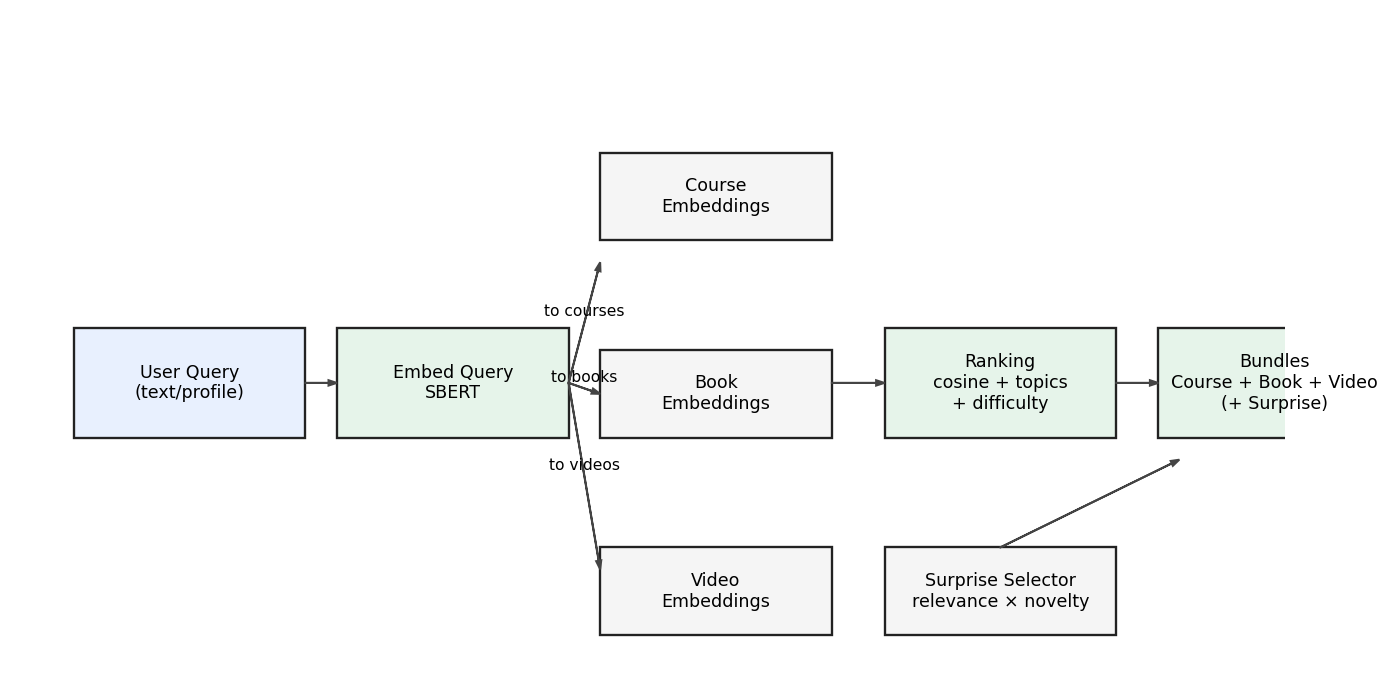 Course
Embeddings
to courses
User Query
(text/profile)
Embed Query
SBERT
to books
Book
Embeddings
Ranking
cosine + topics
+ difficulty
Bundles
Course + Book + Video
(+ Surprise)
to videos
Video
Embeddings
Surprise Selector
relevance × novelty